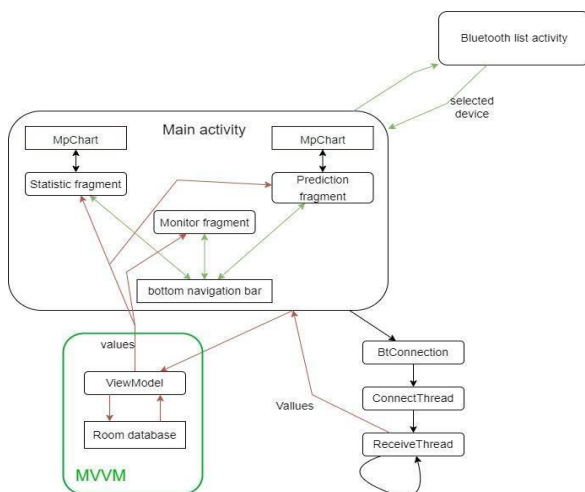 Bluetooth list activity
selected
device
Main activity
MpChart
MpChart
Statistic fragment
Prediction
fragment
Monitor fragment
bottom navigation bar
values
BtConnection
ViewModel
ConnectThread
Vallues
Room database
ReceiveThread
MVVM